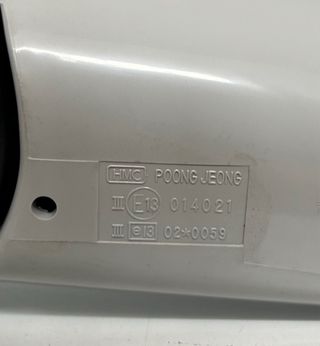 HMC POONG JEONG
III E13 014021
III e13 02*0059